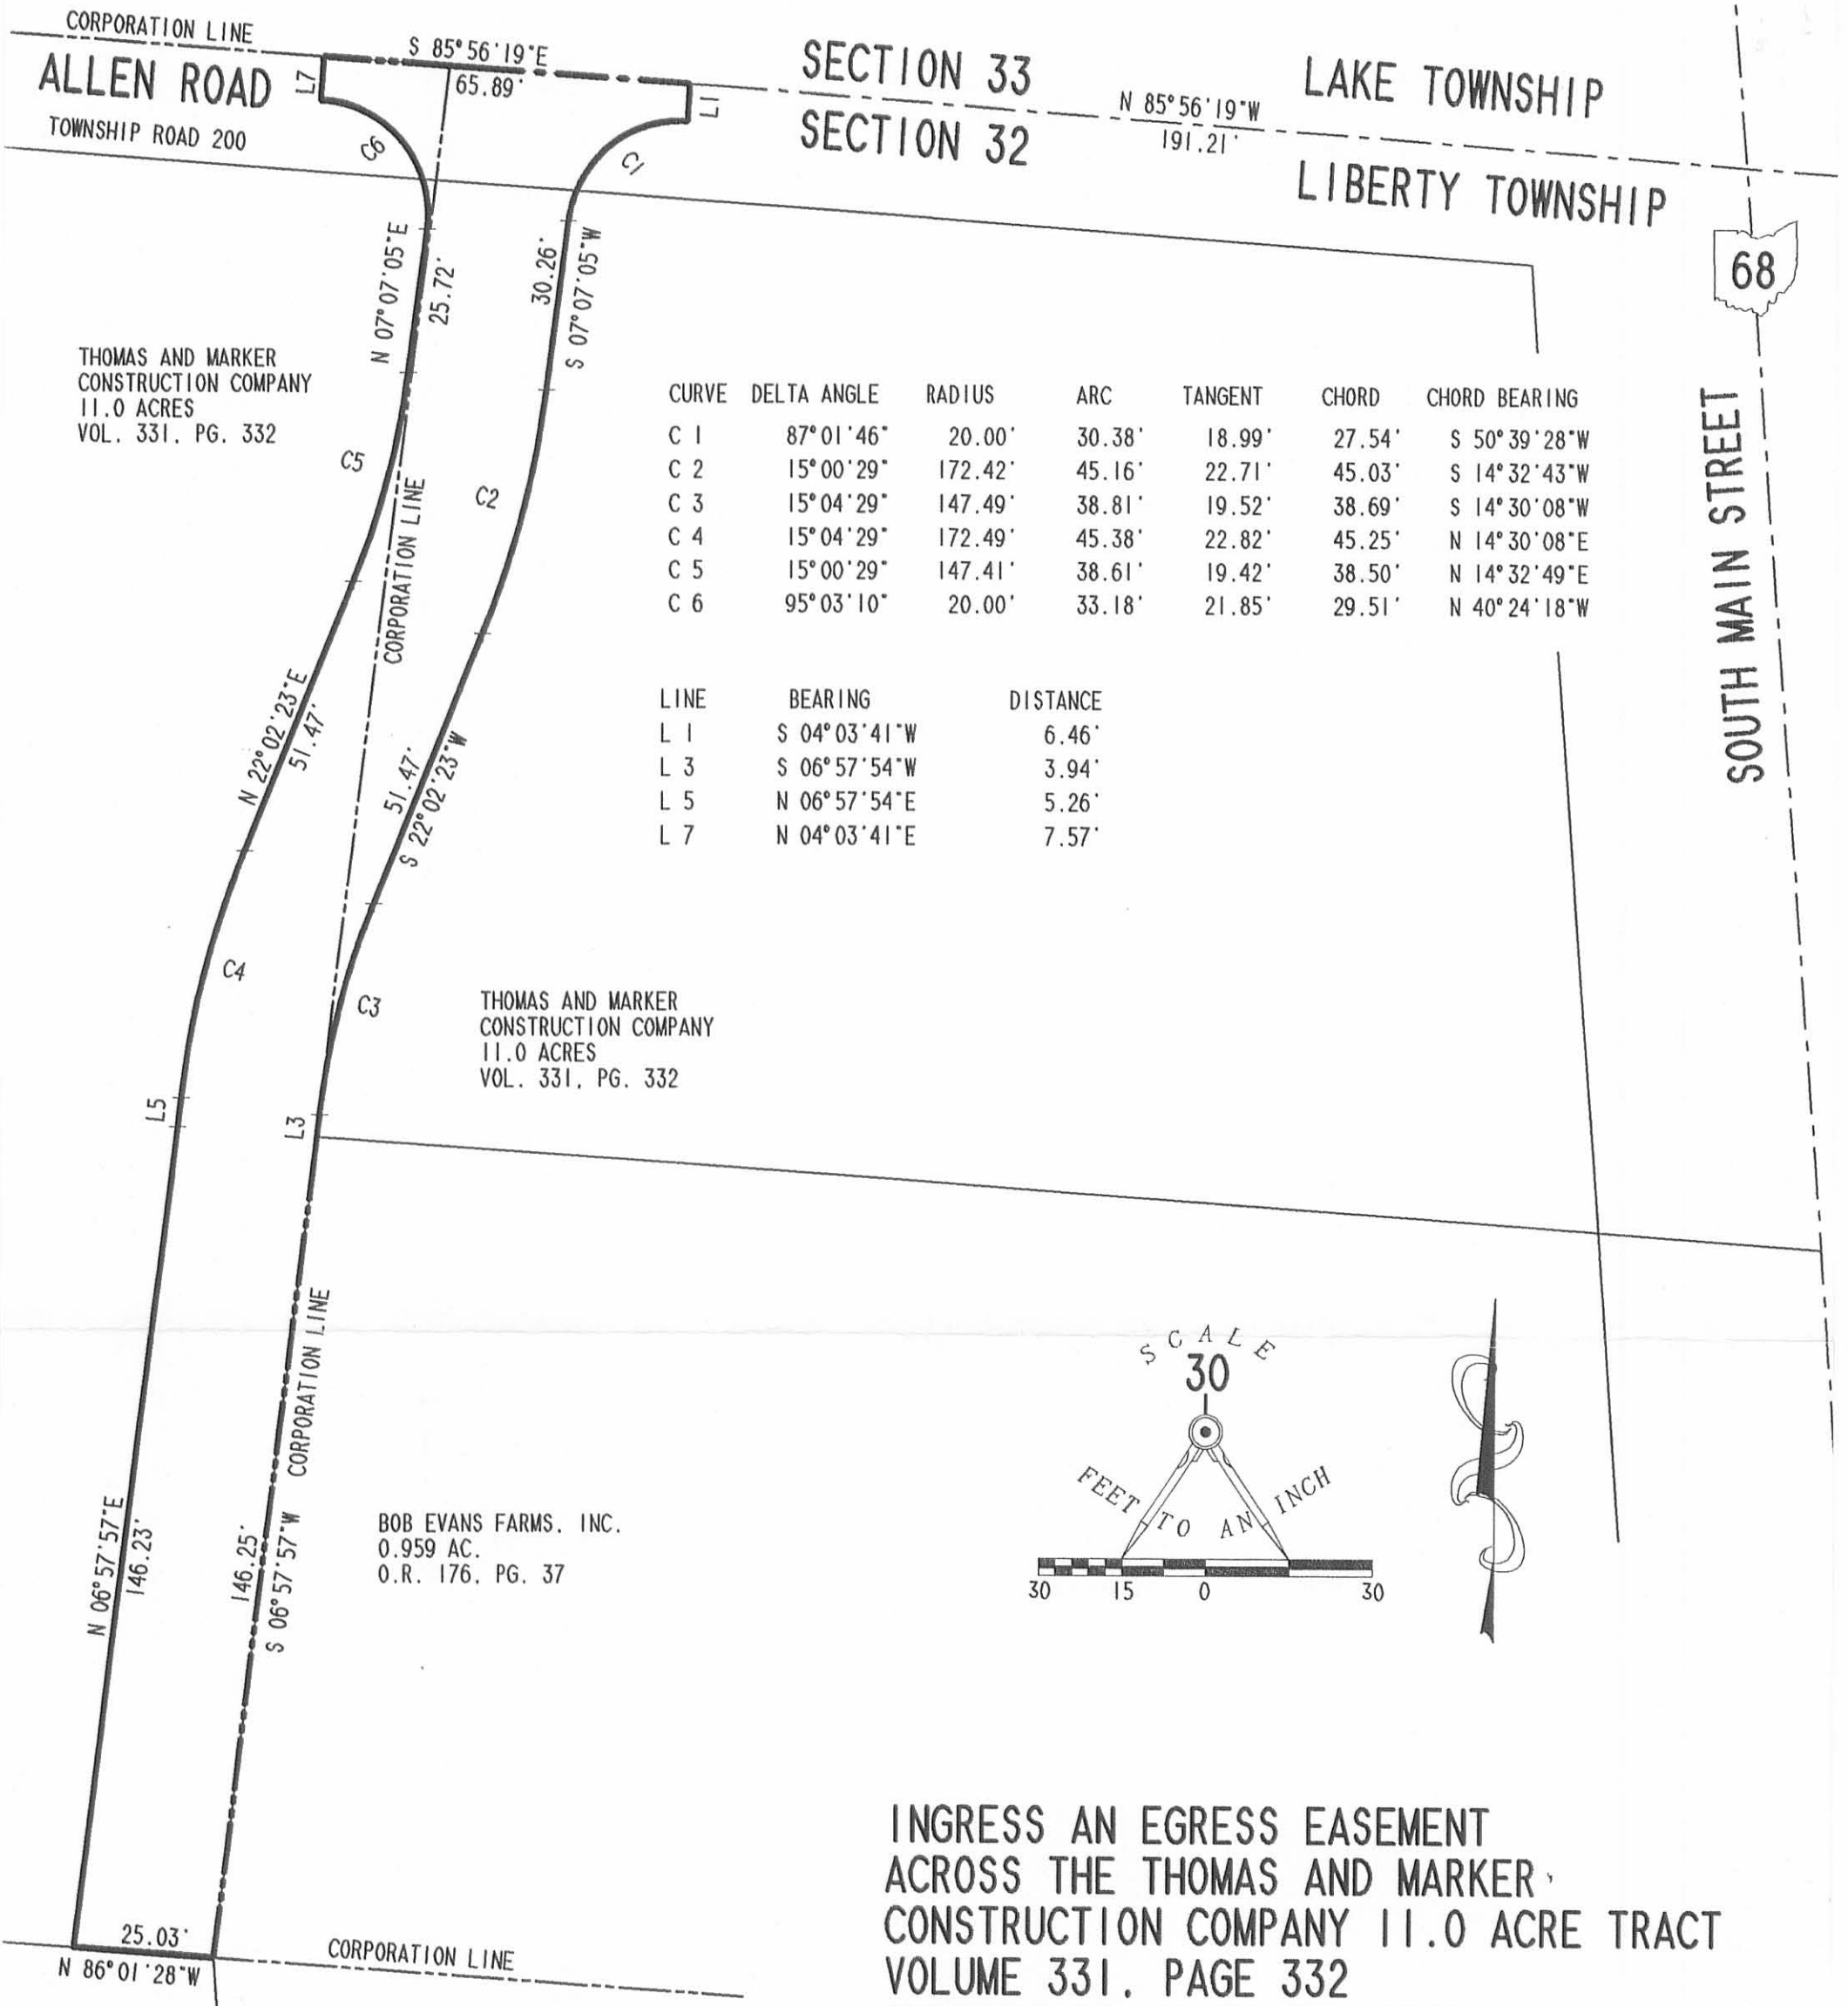 CORPORATION LINE
ALLEN ROAD
TOWNSHIP ROAD 200
L7
S 85°56'19"E
65.89'
L1
C6
C1
SECTION 33
SECTION 32
N 85°56'19"W
191.21'
LAKE TOWNSHIP
LIBERTY TOWNSHIP
68
SOUTH MAIN STREET
N 07°07'05"E
25.72'
30.26'
S 07°07'05"W
THOMAS AND MARKER
CONSTRUCTION COMPANY
11.0 ACRES
VOL. 331, PG. 332
C5
C2
CORPORATION LINE
CURVE DELTA ANGLE RADIUS ARC TANGENT CHORD CHORD BEARING
C 1 87°01'46" 20.00' 30.38' 18.99' 27.54' S 50°39'28"W
C 2 15°00'29" 172.42' 45.16' 22.71' 45.03' S 14°32'43"W
C 3 15°04'29" 147.49' 38.81' 19.52' 38.69' S 14°30'08"W
C 4 15°04'29" 172.49' 45.38' 22.82' 45.25' N 14°30'08"E
C 5 15°00'29" 147.41' 38.61' 19.42' 38.50' N 14°32'49"E
C 6 95°03'10" 20.00' 33.18' 21.85' 29.51' N 40°24'18"W
LINE BEARING DISTANCE
L 1 S 04°03'41"W 6.46'
L 3 S 06°57'54"W 3.94'
L 5 N 06°57'54"E 5.26'
L 7 N 04°03'41"E 7.57'
N 22°02'23"E
51.47'
51.47'
S 22°02'23"W
C4
C3
THOMAS AND MARKER
CONSTRUCTION COMPANY
11.0 ACRES
VOL. 331, PG. 332
L5
L3
CORPORATION LINE
N 06°57'57"E
146.23'
146.25'
S 06°57'57"W
BOB EVANS FARMS, INC.
0.959 AC.
O.R. 176, PG. 37
SCALE
30
FEET TO AN INCH
30 15 0 30
25.03'
N 86°01'28"W
CORPORATION LINE
INGRESS AN EGRESS EASEMENT
ACROSS THE THOMAS AND MARKER
CONSTRUCTION COMPANY 11.0 ACRE TRACT
VOLUME 331, PAGE 332